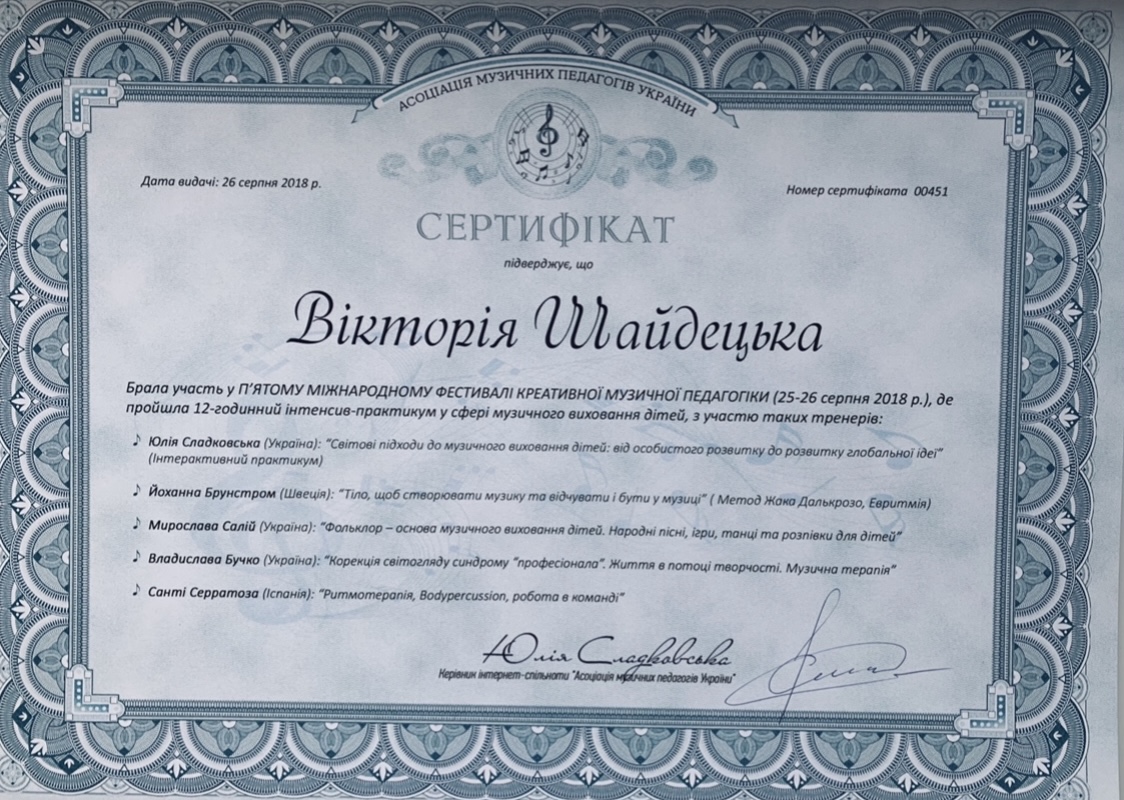 АСОЦІАЦІЯ МУЗИЧНИХ ПЕДАГОГІВ УКРАЇНИ
Дата видачі: 26 серпня 2018 р.
Номер сертифіката 00451
СЕРТИФІКАТ
підверджує, що
Вікторія Шайдецька
Брала участь у П'ЯТОМУ МІЖНАРОДНОМУ ФЕСТИВАЛІ КРЕАТИВНОЇ МУЗИЧНОЇ ПЕДАГОГІКИ (25-26 серпня 2018 р.), де
пройшла 12-годинний інтенсив-практикум у сфері музичного виховання дітей, з участю таких тренерів:
♪ Юлія Сладковська (Україна): "Світові підходи до музичного виховання дітей: від особистого розвитку до розвитку глобальної ідеї"
(Інтерактивний практикум)
♪ Йоханна Брунстром (Швеція): "Тіло, щоб створювати музику та відчувати і бути у музиці" ( Метод Жака Далькрозо, Евритмія)
♪ Мирослава Салій (Україна): "Фольклор – основа музичного виховання дітей. Народні пісні, ігри, танці та розпівки для дітей"
♪ Владислава Бучко (Україна): "Корекція світогляду синдрому "професіонала". Життя в потоці творчості. Музична терапія"
♪ Санті Серратоза (Іспанія): "Ритмотерапія, Bodypercussion, робота в команді"
Юлія Сладковська
Керівник інтернет-спільноти "Асоціація музичних педагогів України"